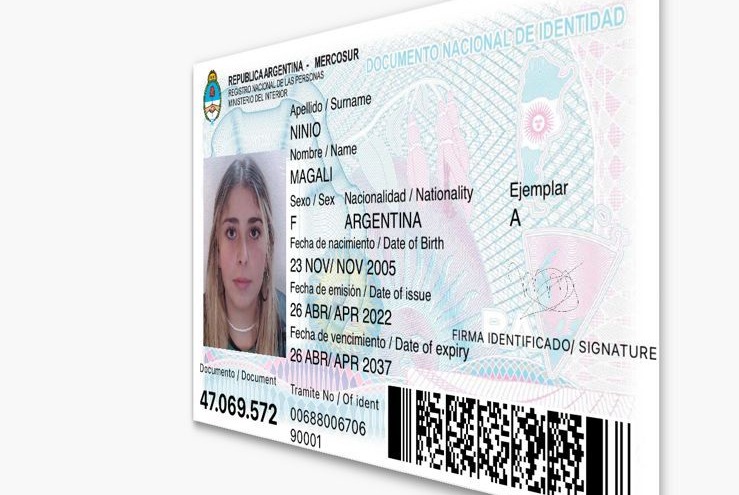 REPUBLICA ARGENTINA - MERCOSUR
REGISTRO NACIONAL DE LAS PERSONAS
MINISTERIO DEL INTERIOR
DOCUMENTO NACIONAL DE IDENTIDAD
Apellido / Surname
NINIO
Nombre / Name
MAGALI
Sexo / Sex Nacionalidad / Nationality Ejemplar
F ARGENTINA A
Fecha de nacimiento / Date of Birth
23 NOV/ NOV 2005
Fecha de emisión / Date of issue
26 ABR/ APR 2022
Fecha de vencimiento / Date of expiry
26 ABR/ APR 2037
FIRMA IDENTIFICADO/ SIGNATURE
Documento / Document
47.069.572
Tramite No / Of ident
00688006706
90001